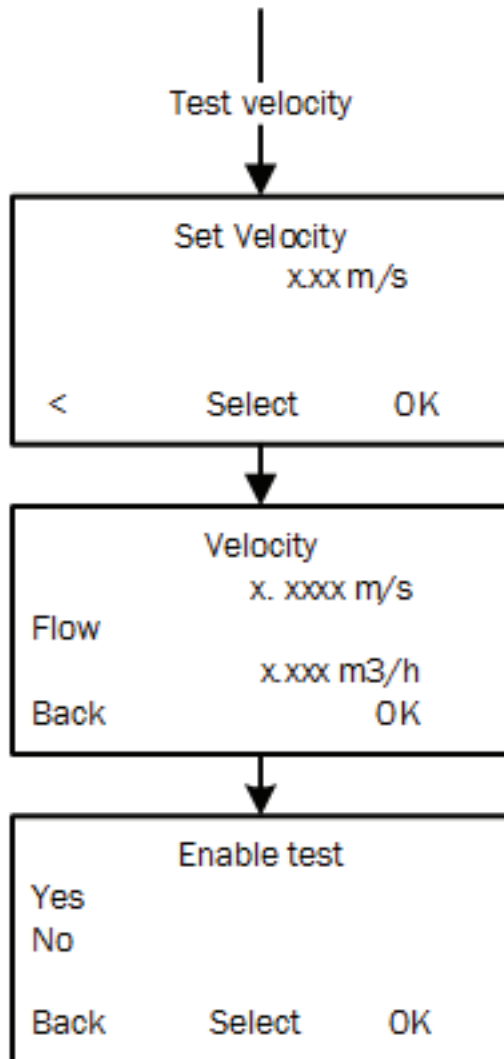 Test velocity
Set Velocity
x.xx m/s
< Select OK
Velocity
x. xxxx m/s
Flow
x.xxx m3/h
Back OK
Enable test
Yes
No
Back Select OK